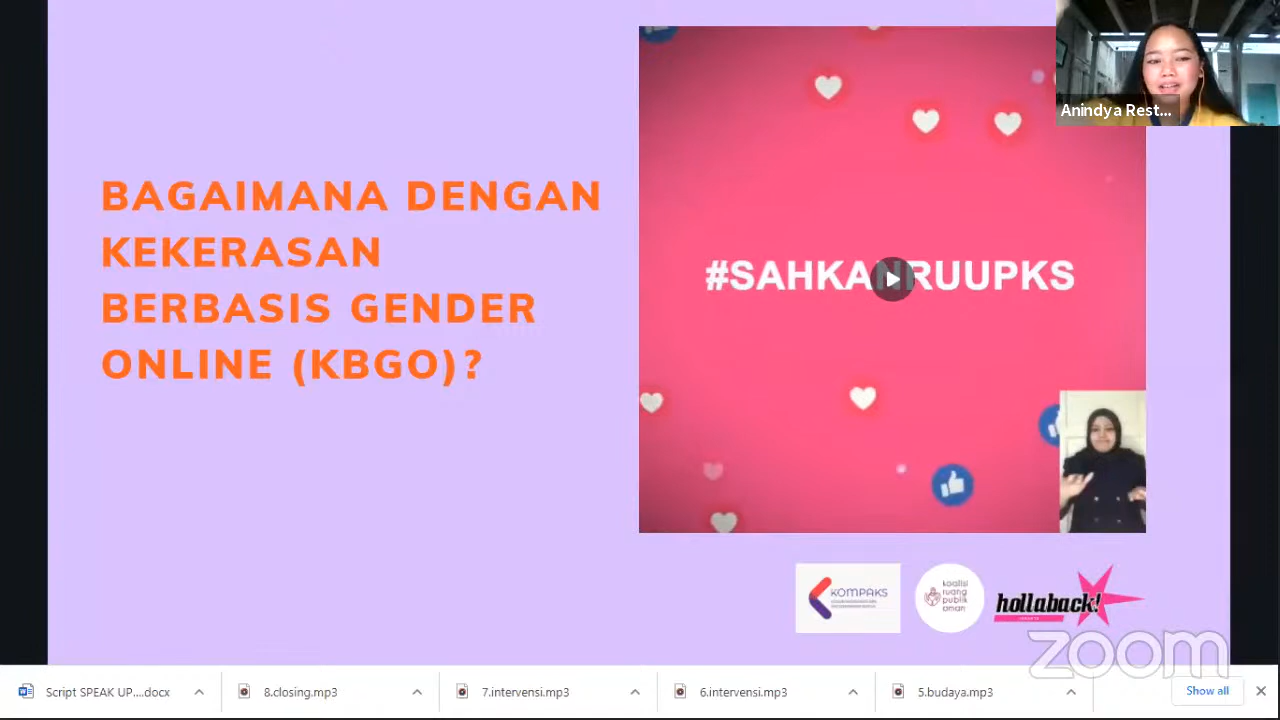 BAGAIMANA DENGAN
KEKERASAN
BERBASIS GENDER
ONLINE (KBGO)?
#SAHKANRUUPKS
Anindya Rest...
KOMPAKS
koalisi
ruang
publik
aman
hollaback!
zoom
Script SPEAK UP....docx
8.closing.mp3
7.intervensi.mp3
6.intervensi.mp3
5.budaya.mp3
Show all